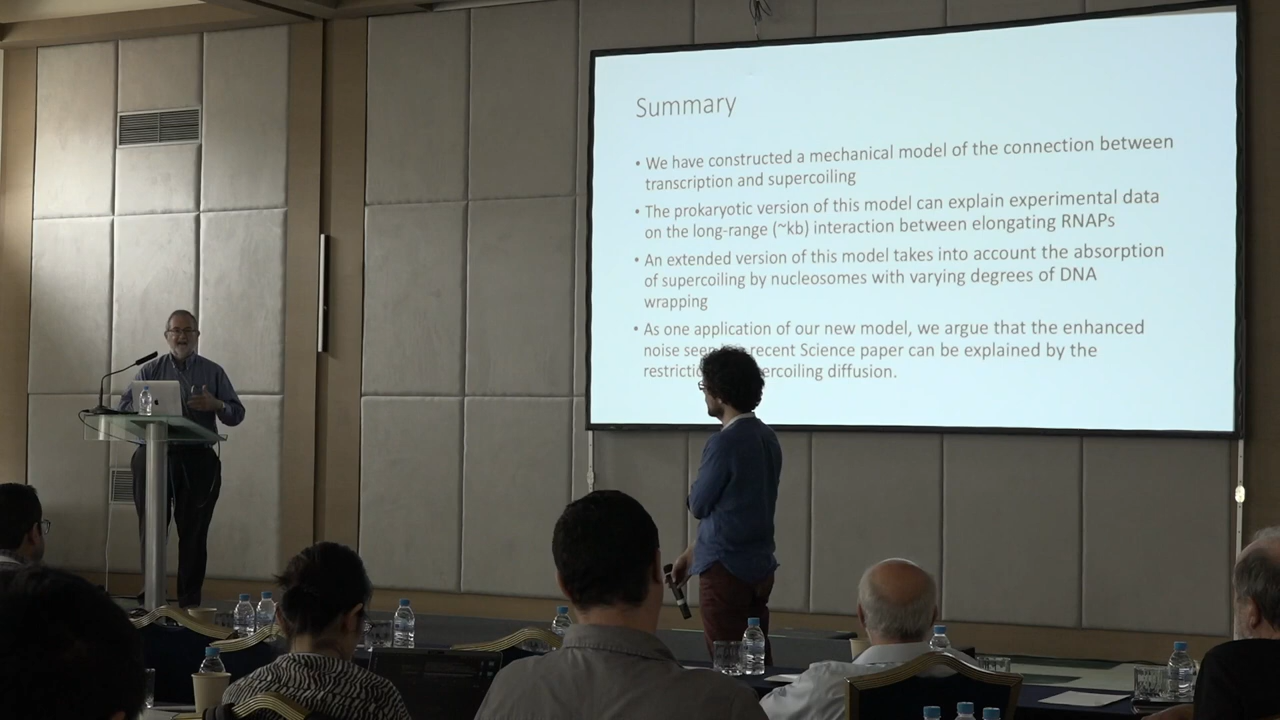 Summary
• We have constructed a mechanical model of the connection between
transcription and supercoiling
• The prokaryotic version of this model can explain experimental data
on the long-range (~kb) interaction between elongating RNAPs
• An extended version of this model takes into account the absorption
of supercoiling by nucleosomes with varying degrees of DNA
wrapping
• As one application of our new model, we argue that the enhanced
noise recent Science paper can be explained by the
diffusion.